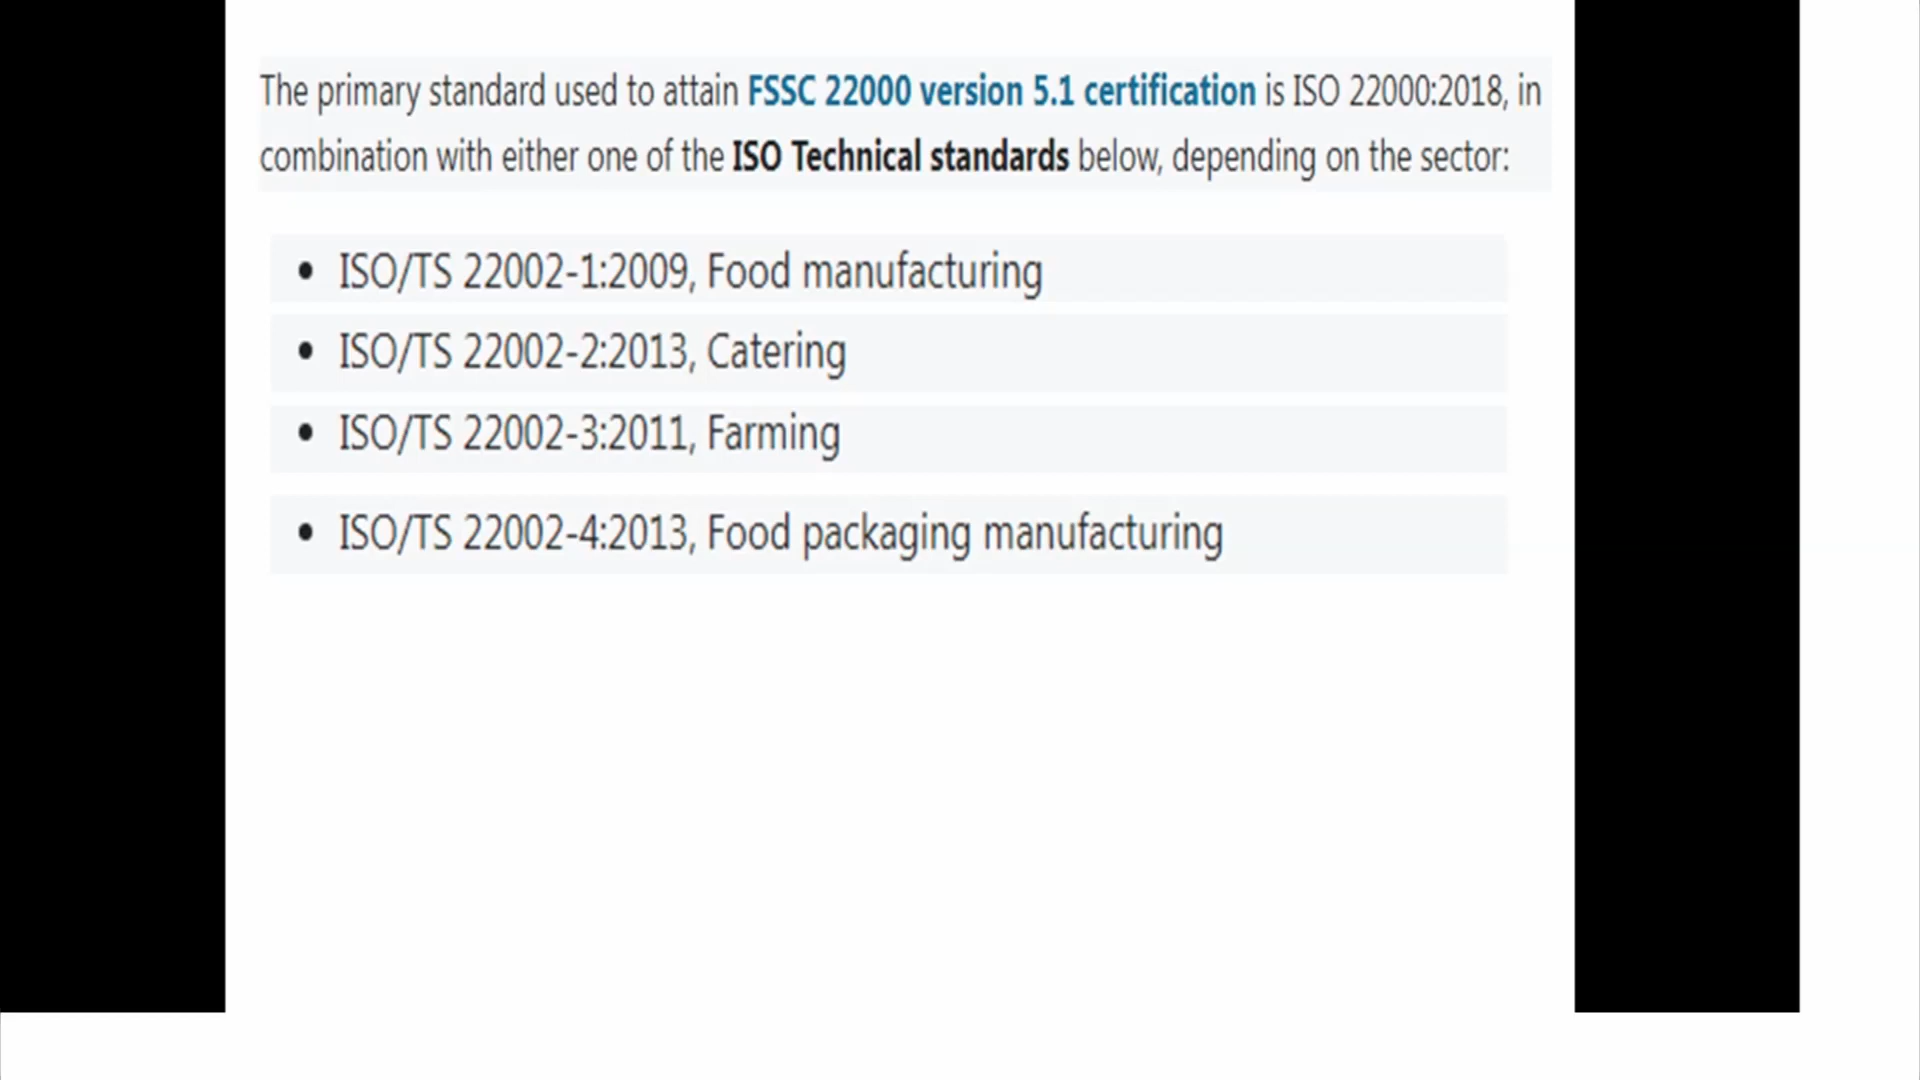 The primary standard used to attain FSSC 22000 version 5.1 certification is ISO 22000:2018, in
combination with either one of the ISO Technical standards below, depending on the sector:
• ISO/TS 22002-1:2009, Food manufacturing
• ISO/TS 22002-2:2013, Catering
• ISO/TS 22002-3:2011, Farming
• ISO/TS 22002-4:2013, Food packaging manufacturing